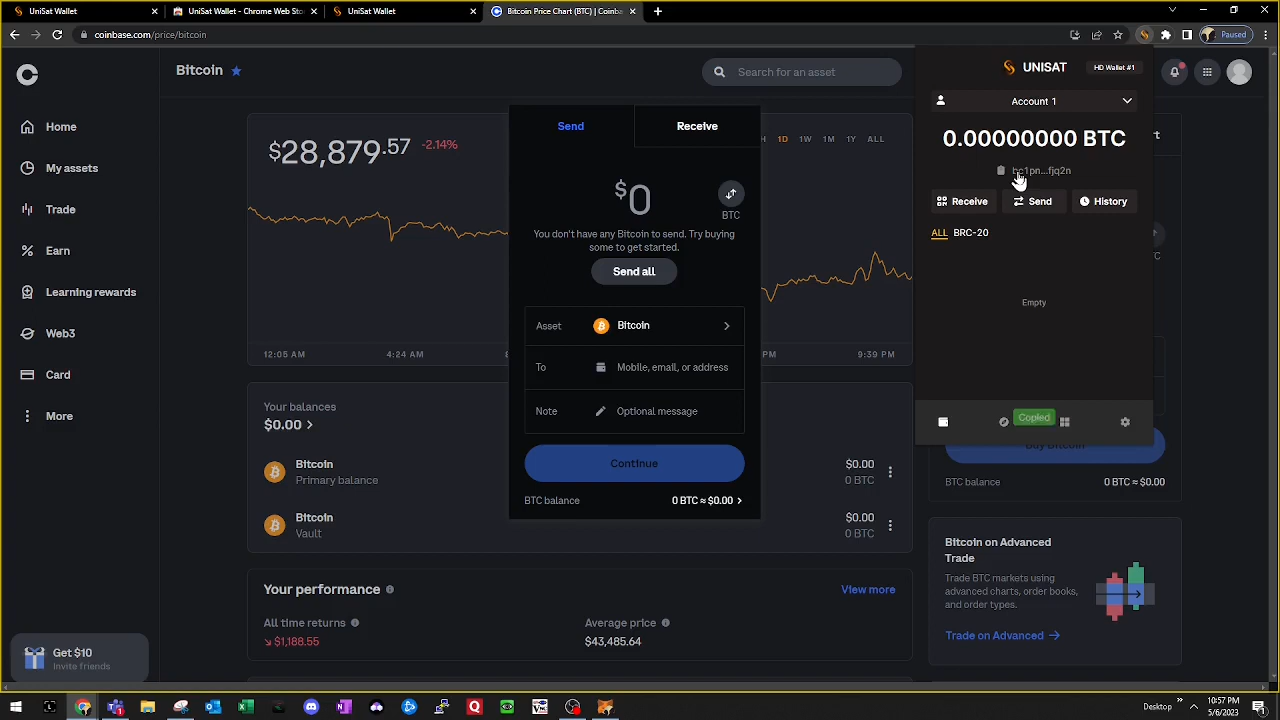 UniSat Wallet
UniSat Wallet - Chrome Web Sto
UniSat Wallet
Bitcoin Price Chart (BTC) | Coinb
coinbase.com/price/bitcoin
Paused
Home
My assets
Trade
Earn
Learning rewards
Web3
Card
More
Get $10
Invite friends
Bitcoin
Search for an asset
$28,879.57 -2.14%
H 1D 1W 1M 1Y ALL
12:05 AM 4:24 AM 8 PM 9:39 PM
Your balances
$0.00
Bitcoin
Primary balance
$0.00
0 BTC
Bitcoin
Vault
$0.00
0 BTC
Your performance
View more
All time returns
$1,188.55
Average price
$43,485.64
Send Receive
$0
BTC
You don't have any Bitcoin to send. Try buying
some to get started.
Send all
Asset Bitcoin
To Mobile, email, or address
Note Optional message
Continue
BTC balance 0 BTC ≈ $0.00
UNISAT
HD Wallet #1
Account 1
0.00000000 BTC
bc1pn...fjq2n
Receive Send History
ALL BRC-20
Empty
Copied
Buy Bitcoin
BTC balance 0 BTC ≈ $0.00
Bitcoin on Advanced
Trade
Trade BTC markets using
advanced charts, order books,
and order types.
Trade on Advanced
Desktop
10:57 PM
5/6/2023